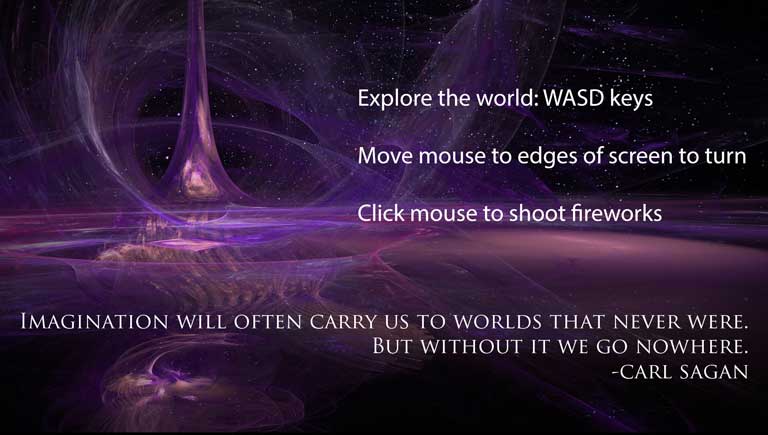 Explore the world: WASD keys
Move mouse to edges of screen to turn
Click mouse to shoot fireworks
Imagination will often carry us to worlds that never were.
But without it we go nowhere.
-carl sagan